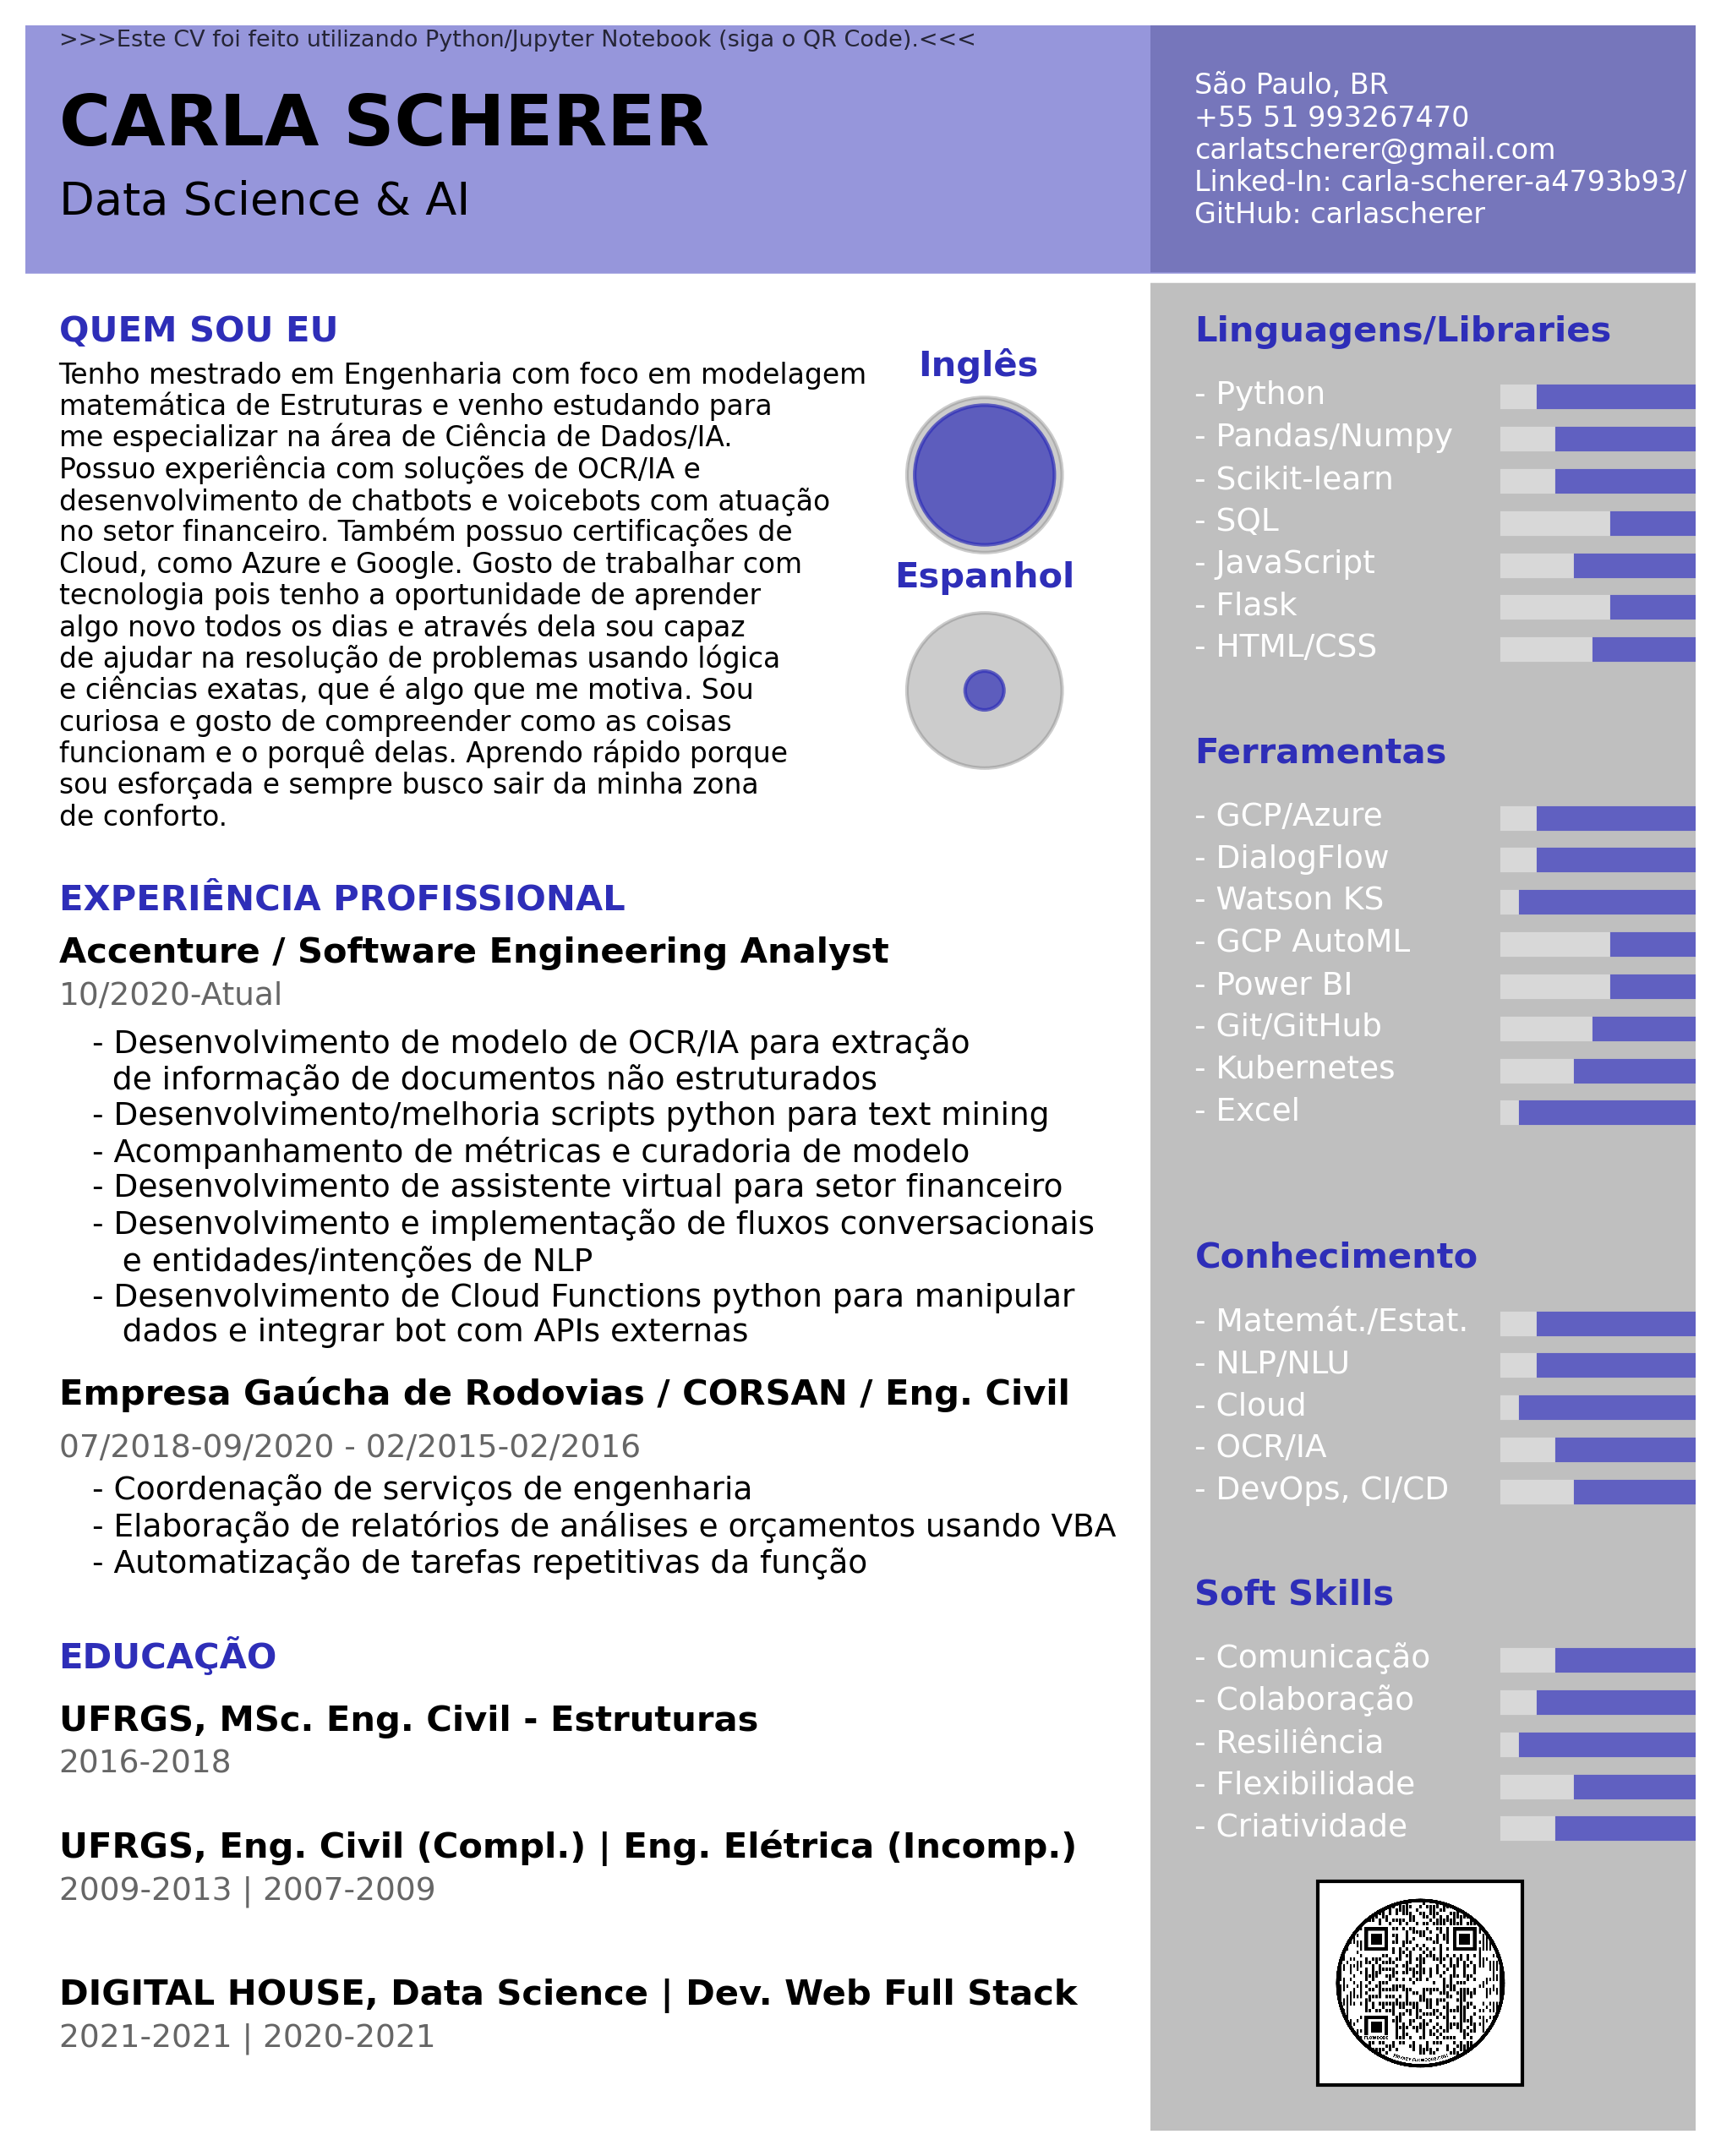 >>>Este CV foi feito utilizando Python/Jupyter Notebook (siga o QR Code).<<<
CARLA SCHERER
Data Science & AI
São Paulo, BR
+55 51 993267470
carlatscherer@gmail.com
Linked-In: carla-scherer-a4793b93/
GitHub: carlascherer
QUEM SOU EU
Tenho mestrado em Engenharia com foco em modelagem
matemática de Estruturas e venho estudando para
me especializar na área de Ciência de Dados/IA.
Possuo experiência com soluções de OCR/IA e
desenvolvimento de chatbots e voicebots com atuação
no setor financeiro. Também possuo certificações de
Cloud, como Azure e Google. Gosto de trabalhar com
tecnologia pois tenho a oportunidade de aprender
algo novo todos os dias e através dela sou capaz
de ajudar na resolução de problemas usando lógica
e ciências exatas, que é algo que me motiva. Sou
curiosa e gosto de compreender como as coisas
funcionam e o porquê delas. Aprendo rápido porque
sou esforçada e sempre busco sair da minha zona
de conforto.
Inglês
Espanhol
EXPERIÊNCIA PROFISSIONAL
Accenture / Software Engineering Analyst
10/2020-Atual
- Desenvolvimento de modelo de OCR/IA para extração
de informação de documentos não estruturados
- Desenvolvimento/melhoria scripts python para text mining
- Acompanhamento de métricas e curadoria de modelo
- Desenvolvimento de assistente virtual para setor financeiro
- Desenvolvimento e implementação de fluxos conversacionais
e entidades/intenções de NLP
- Desenvolvimento de Cloud Functions python para manipular
dados e integrar bot com APIs externas
Empresa Gaúcha de Rodovias / CORSAN / Eng. Civil
07/2018-09/2020 - 02/2015-02/2016
- Coordenação de serviços de engenharia
- Elaboração de relatórios de análises e orçamentos usando VBA
- Automatização de tarefas repetitivas da função
EDUCAÇÃO
UFRGS, MSc. Eng. Civil - Estruturas
2016-2018
UFRGS, Eng. Civil (Compl.) | Eng. Elétrica (Incomp.)
2009-2013 | 2007-2009
DIGITAL HOUSE, Data Science | Dev. Web Full Stack
2021-2021 | 2020-2021
Linguagens/Libraries
- Python
- Pandas/Numpy
- Scikit-learn
- SQL
- JavaScript
- Flask
- HTML/CSS
Ferramentas
- GCP/Azure
- DialogFlow
- Watson KS
- GCP AutoML
- Power BI
- Git/GitHub
- Kubernetes
- Excel
Conhecimento
- Matemát./Estat.
- NLP/NLU
- Cloud
- OCR/IA
- DevOps, CI/CD
Soft Skills
- Comunicação
- Colaboração
- Resiliência
- Flexibilidade
- Criatividade